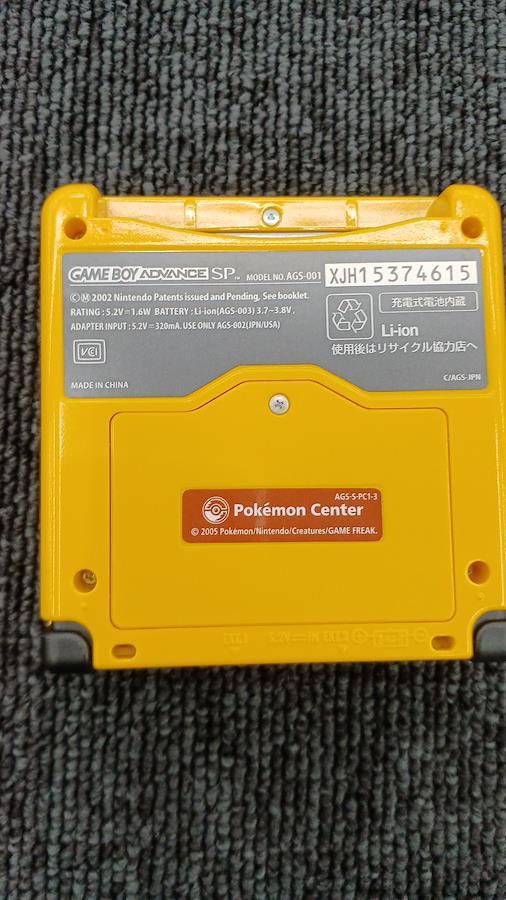 GAME BOY ADVANCE SP™ MODEL NO. AGS-001 XJH15374615
©Ⓜ 2002 Nintendo Patents issued and Pending, See booklet.
RATING : 5.2V⎓1.6W BATTERY : Li-ion(AGS-003) 3.7~3.8V,
ADAPTER INPUT : 5.2V⎓320mA. USE ONLY AGS-002(JPN/USA)
VCI
MADE IN CHINA
充電式電池内蔵
Li-ion
使用後はリサイクル協力店へ
C/AGS-JPN
AGS-S-PC1-3
Pokémon Center
© 2005 Pokémon/Nintendo/Creatures/GAME FREAK.
EXT.1 5.2V⎓IN EXT.2